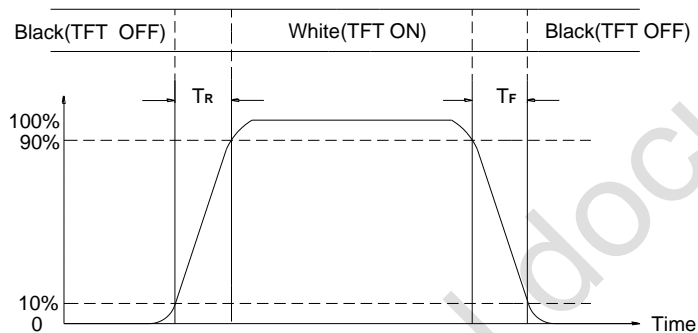 Black(TFT OFF) White(TFT ON) Black(TFT OFF)
TR TF
100%
90%
10%
0
Time